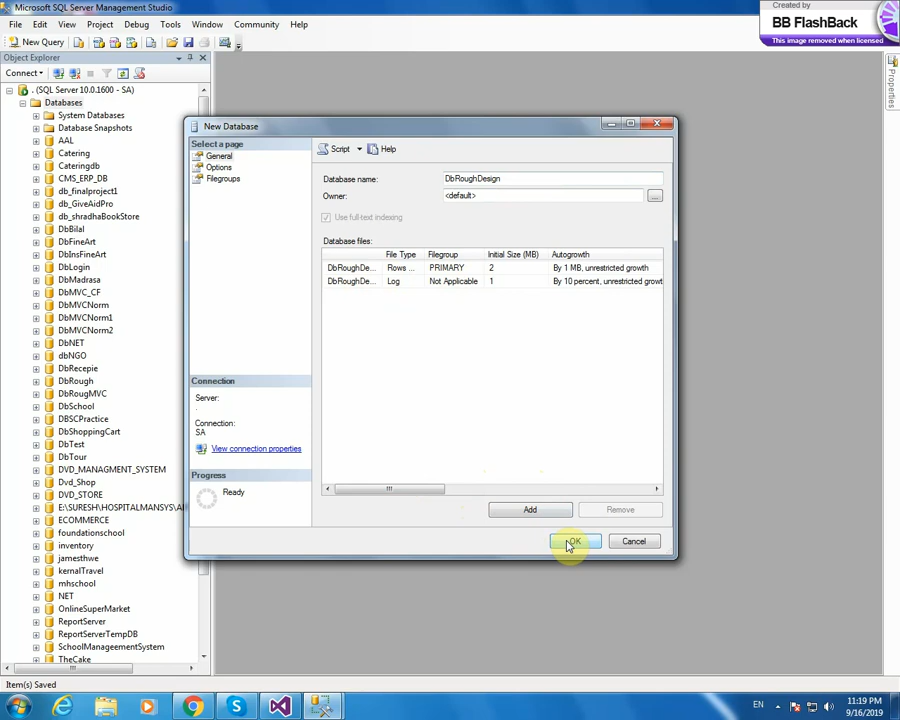 Microsoft SQL Server Management Studio
File Edit View Project Debug Tools Window Community Help
New Query
Created by
BB FlashBack
This image removed when licensed
Object Explorer
Connect
. (SQL Server 10.0.1600 - SA)
Databases
System Databases
Database Snapshots
AAL
Catering
Cateringdb
CMS_ERP_DB
db_finalproject1
db_GiveAidPro
db_shradhaBookStore
DbBilal
DbFineArt
DbInsFineArt
DbLogin
DbMadrasa
DbMVC_CF
DbMVCNorm
DbMVCNorm1
DbMVCNorm2
DbNET
dbNGO
DbRecepie
DbRough
DbRougMVC
DbSchool
DBSCPractice
DbShoppingCart
DbTest
DbTour
DVD_MANAGMENT_SYSTEM
Dvd_Shop
DVD_STORE
E:\SURESH\HOSPITALMANSYS\A
ECOMMERCE
foundationschool
inventory
jamesthwe
kernalTravel
mhschool
NET
OnlineSuperMarket
ReportServer
ReportServerTempDB
SchoolManageementSystem
TheCake
New Database
Select a page
General
Options
Filegroups
Connection
Server:
.
Connection:
SA
View connection properties
Progress
Ready
Script Help
Database name: DbRoughDesign
Owner: <default> ...
Use full-text indexing
Database files:
File Type Filegroup Initial Size (MB) Autogrowth
DbRoughDe... Rows ... PRIMARY 2 By 1 MB, unrestricted growth
DbRoughDe... Log Not Applicable 1 By 10 percent, unrestricted growt
Add Remove
OK Cancel
Properties
Item(s) Saved
EN
11:19 PM
9/16/2019